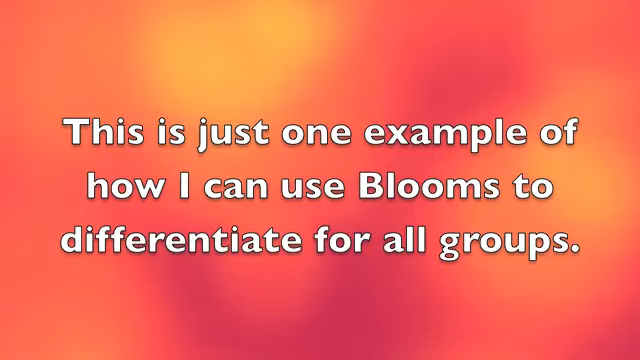 This is just one example of
how I can use Blooms to
differentiate for all groups.